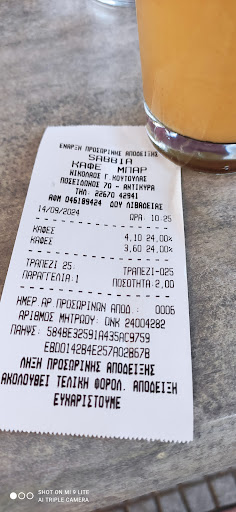 ΕΝΑΡΞΗ ΠΡΟΣΩΡΙΝΗΣ ΑΠΟΔΕΙΞΗΣ
SABBIA
ΚΑΦΕ ΜΠΑΡ
ΝΙΚΟΛΑΟΣ Γ ΚΟΥΤΟΥΛΑΣ
ΠΟΣΕΙΔΩΝΟΣ 70 - ΑΝΤΙΚΥΡΑ
ΤΗΛ: 22670 42941
ΑΦΜ 046189424 ΔΟΥ ΛΙΒΑΔΕΙΑΣ
14/09/2024 ΩΡΑ: 10:25
ΚΑΦΕΣ 4,10 24,00%
ΚΑΦΕΣ 3,60 24,00%
ΤΡΑΠΕΖΙ 25 ΤΡΑΠΕΖΙ-025
ΠΑΡΑΓΓΕΛΙΑ:1 ΠΟΣΟΤΗΤΑ:2,00
ΗΜΕΡ.ΑΡ ΠΡΟΣΩΡΙΝΩΝ ΑΠΟΔ.: 0006
ΑΡΙΘΜΟΣ ΜΗΤΡΩΟΥ: ΩΝΚ 24004282
ΠΑΗΨΣ: 584BE32591A435AC9759
EBD014284E257A02B67B
ΛΗΞΗ ΠΡΟΣΩΡΙΝΗΣ ΑΠΟΔΕΙΞΗΣ
ΑΚΟΛΟΥΘΕΙ ΤΕΛΙΚΗ ΦΟΡΟΛ. ΑΠΟΔΕΙΞΗ
ΕΥΧΑΡΙΣΤΟΥΜΕ
SHOT ON MI 9 LITE
AI TRIPLE CAMERA